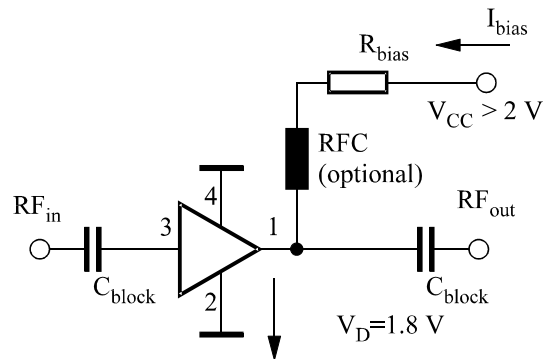 I_bias
R_bias
V_CC > 2 V
RFC
(optional)
RF_in
4
3
1
RF_out
C_block
2
C_block
V_D=1.8 V